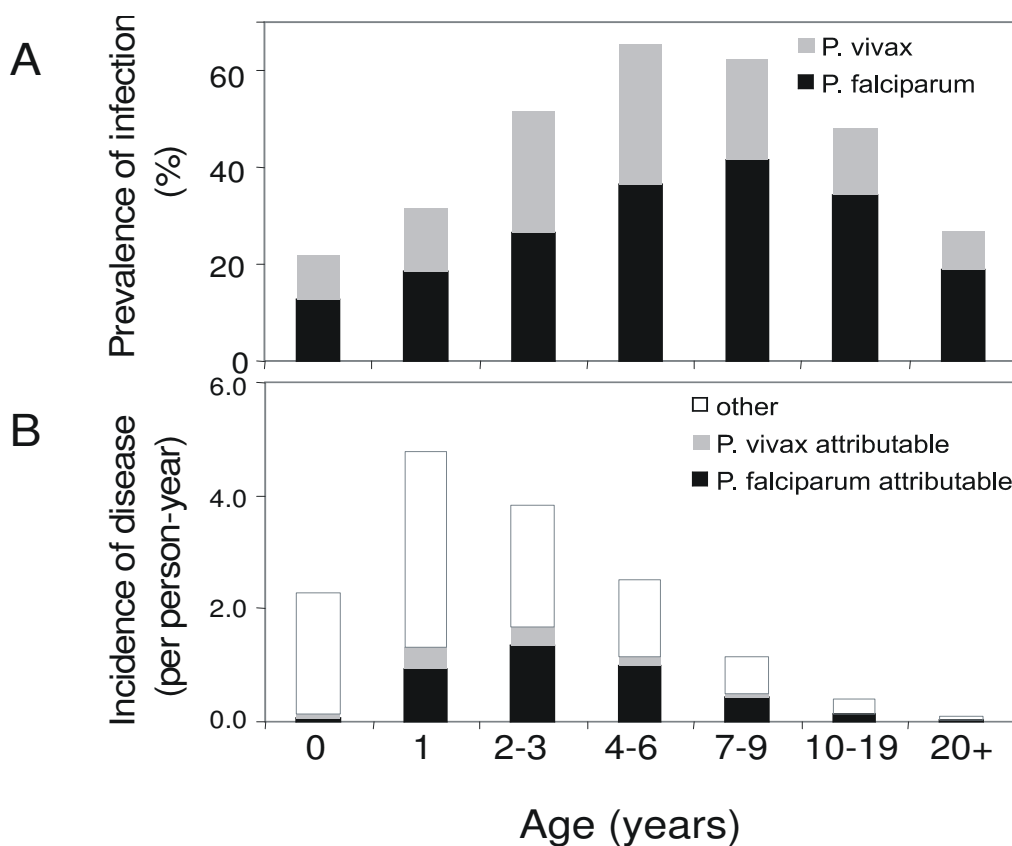 A
Prevalence of infection
(%)
60
40
20
0
P. vivax
P. falciparum
B
Incidence of disease
(per person-year)
6.0
4.0
2.0
0.0
other
P. vivax attributable
P. falciparum attributable
0 1 2-3 4-6 7-9 10-19 20+
Age (years)